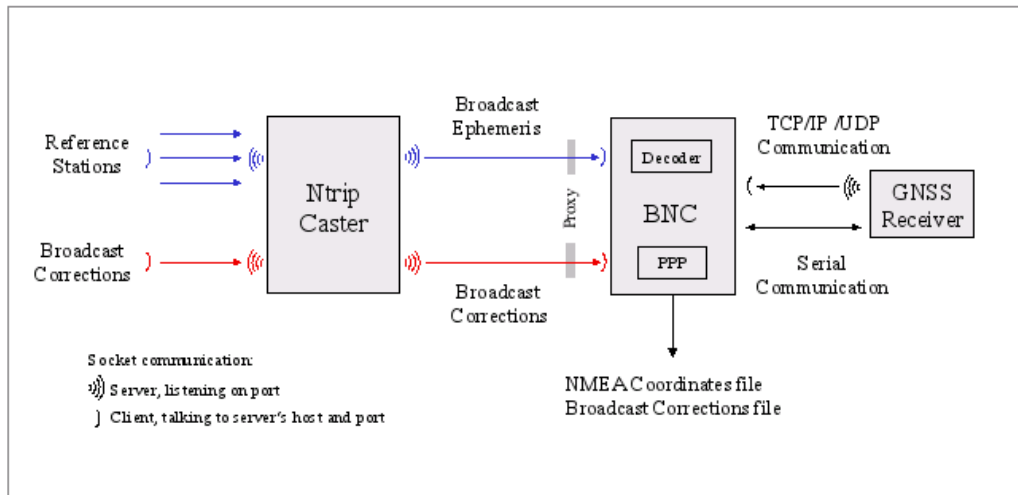 Reference
Stations
Broadcast
Corrections
Ntrip
Caster
Broadcast
Ephemeris
Broadcast
Corrections
Proxy
Decoder
BNC
PPP
TCP/IP /UDP
Communication
GNSS
Receiver
Serial
Communication
NMEA Coordinates file
Broadcast Corrections file
Socket communication:
Server, listening on port
Client, talking to server's host and port